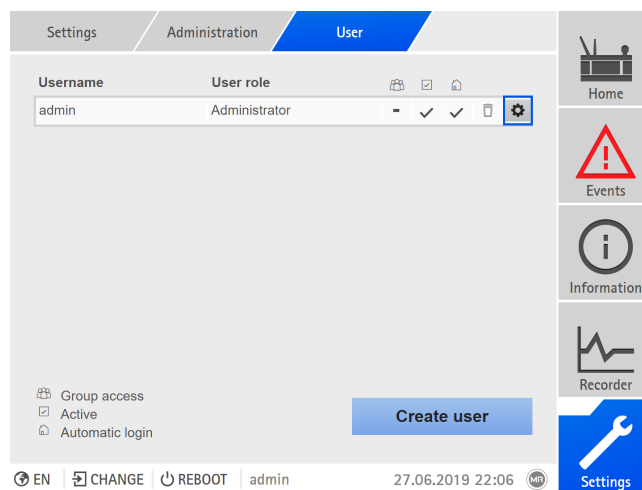 Settings Administration User
Username User role
admin Administrator
Group access
Active
Automatic login
Create user
EN CHANGE REBOOT admin 27.06.2019 22:06 MR
Home
Events
Information
Recorder
Settings